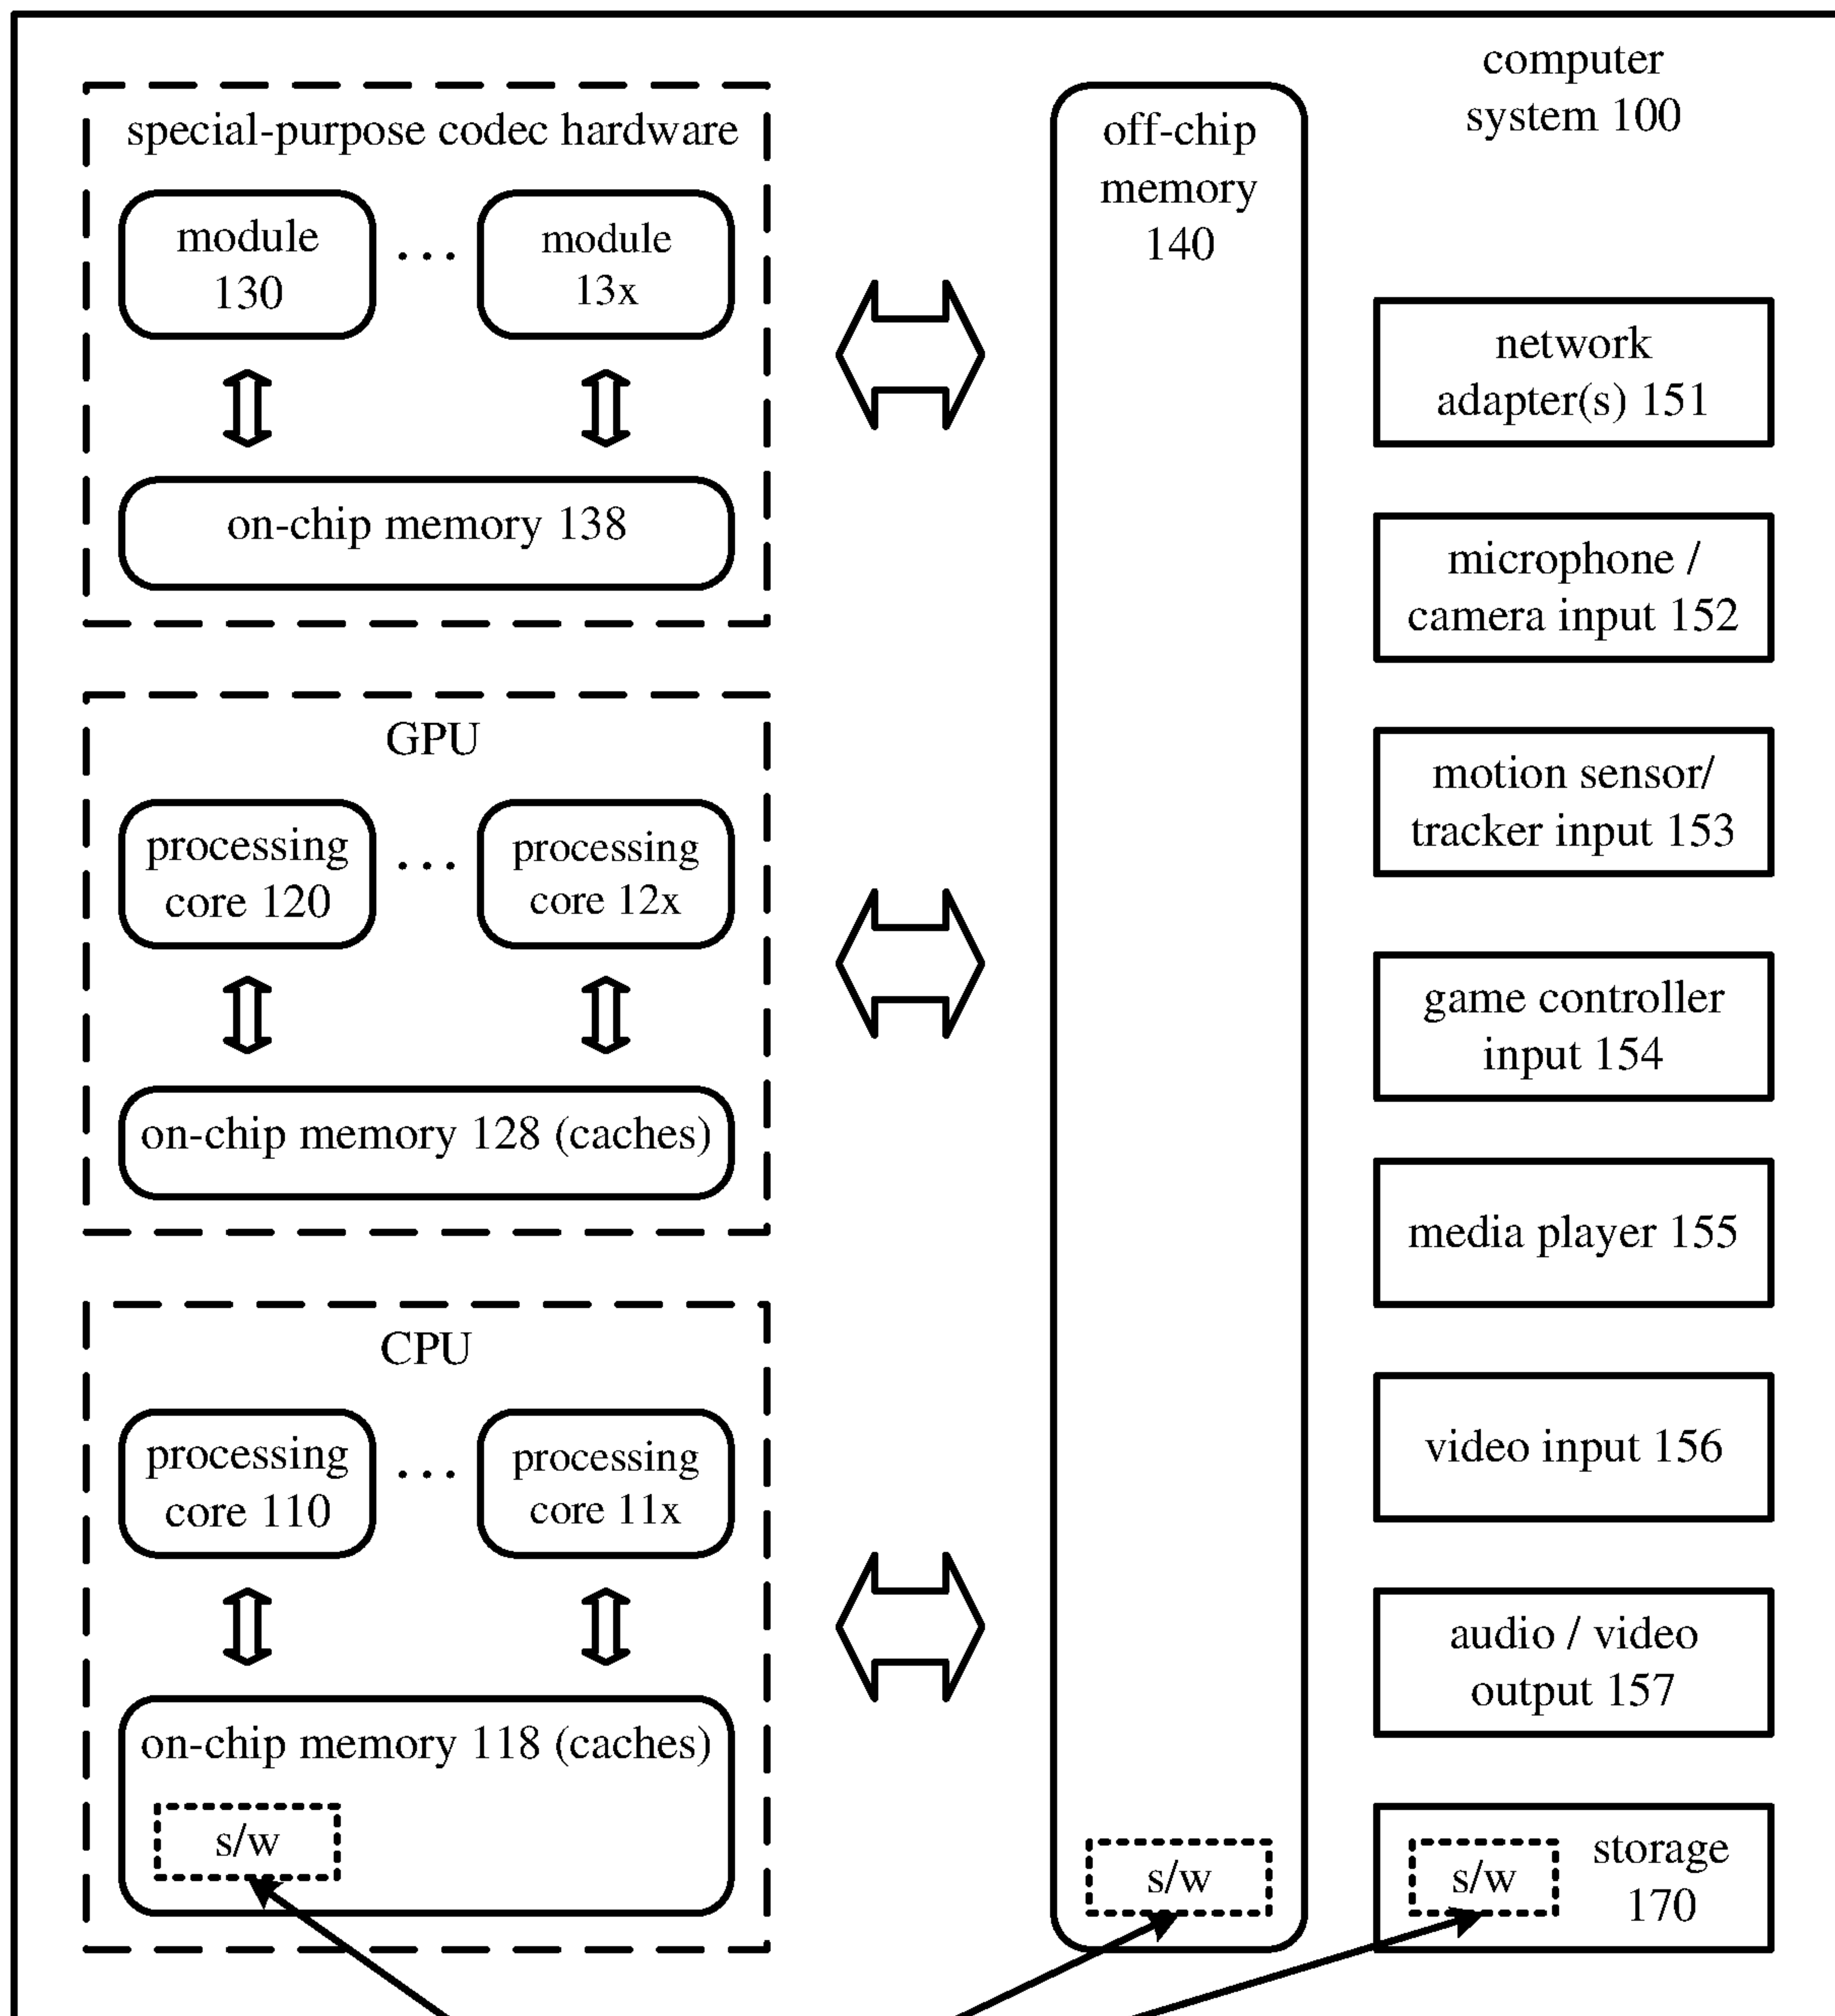 computer
system 100
special-purpose codec hardware
module
130
...
module
13x
on-chip memory 138
GPU
processing
core 120
...
processing
core 12x
on-chip memory 128 (caches)
CPU
processing
core 110
...
processing
core 11x
on-chip memory 118 (caches)
s/w
off-chip
memory
140
s/w
network
adapter(s) 151
microphone /
camera input 152
motion sensor/
tracker input 153
game controller
input 154
media player 155
video input 156
audio / video
output 157
s/w
storage
170